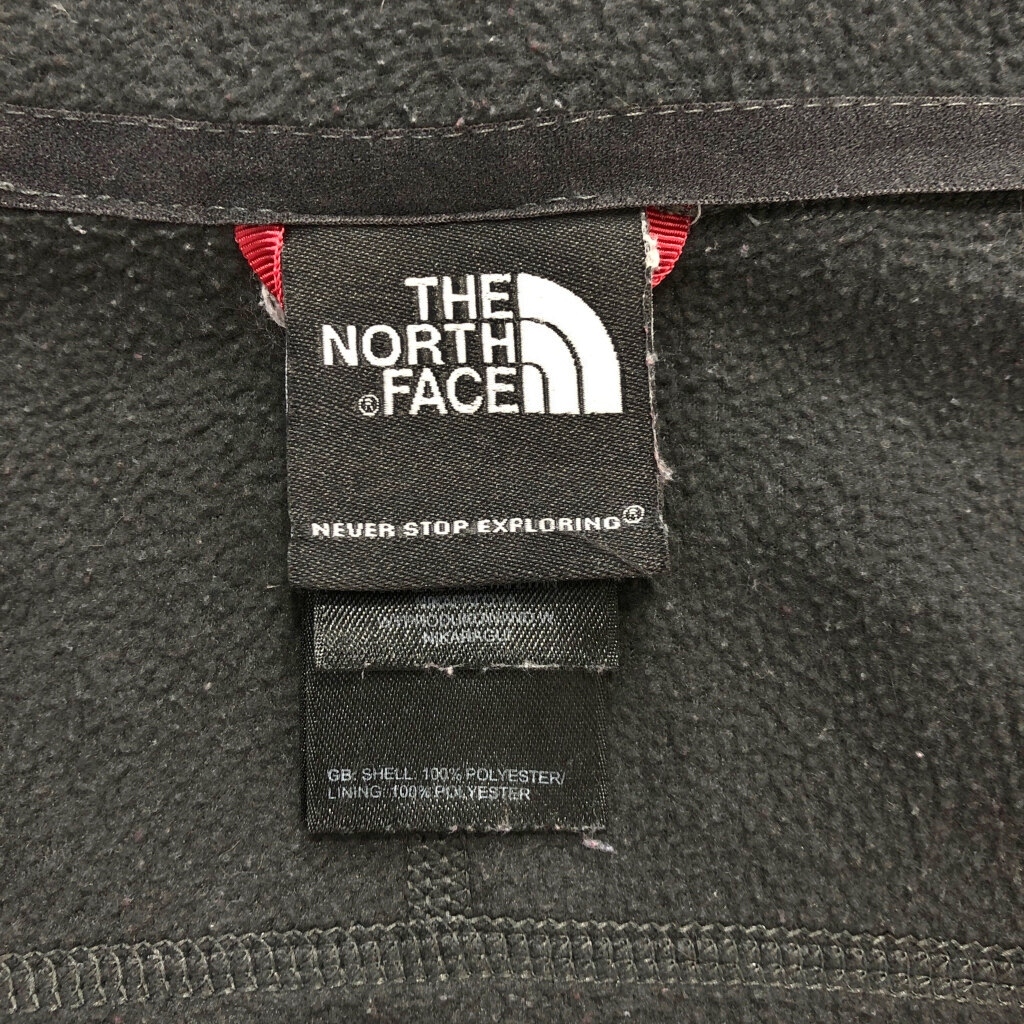 THE
NORTH
®FACE
NEVER STOP EXPLORING®
GB: SHELL: 100% POLYESTER/
LINING: 100% POLYESTER